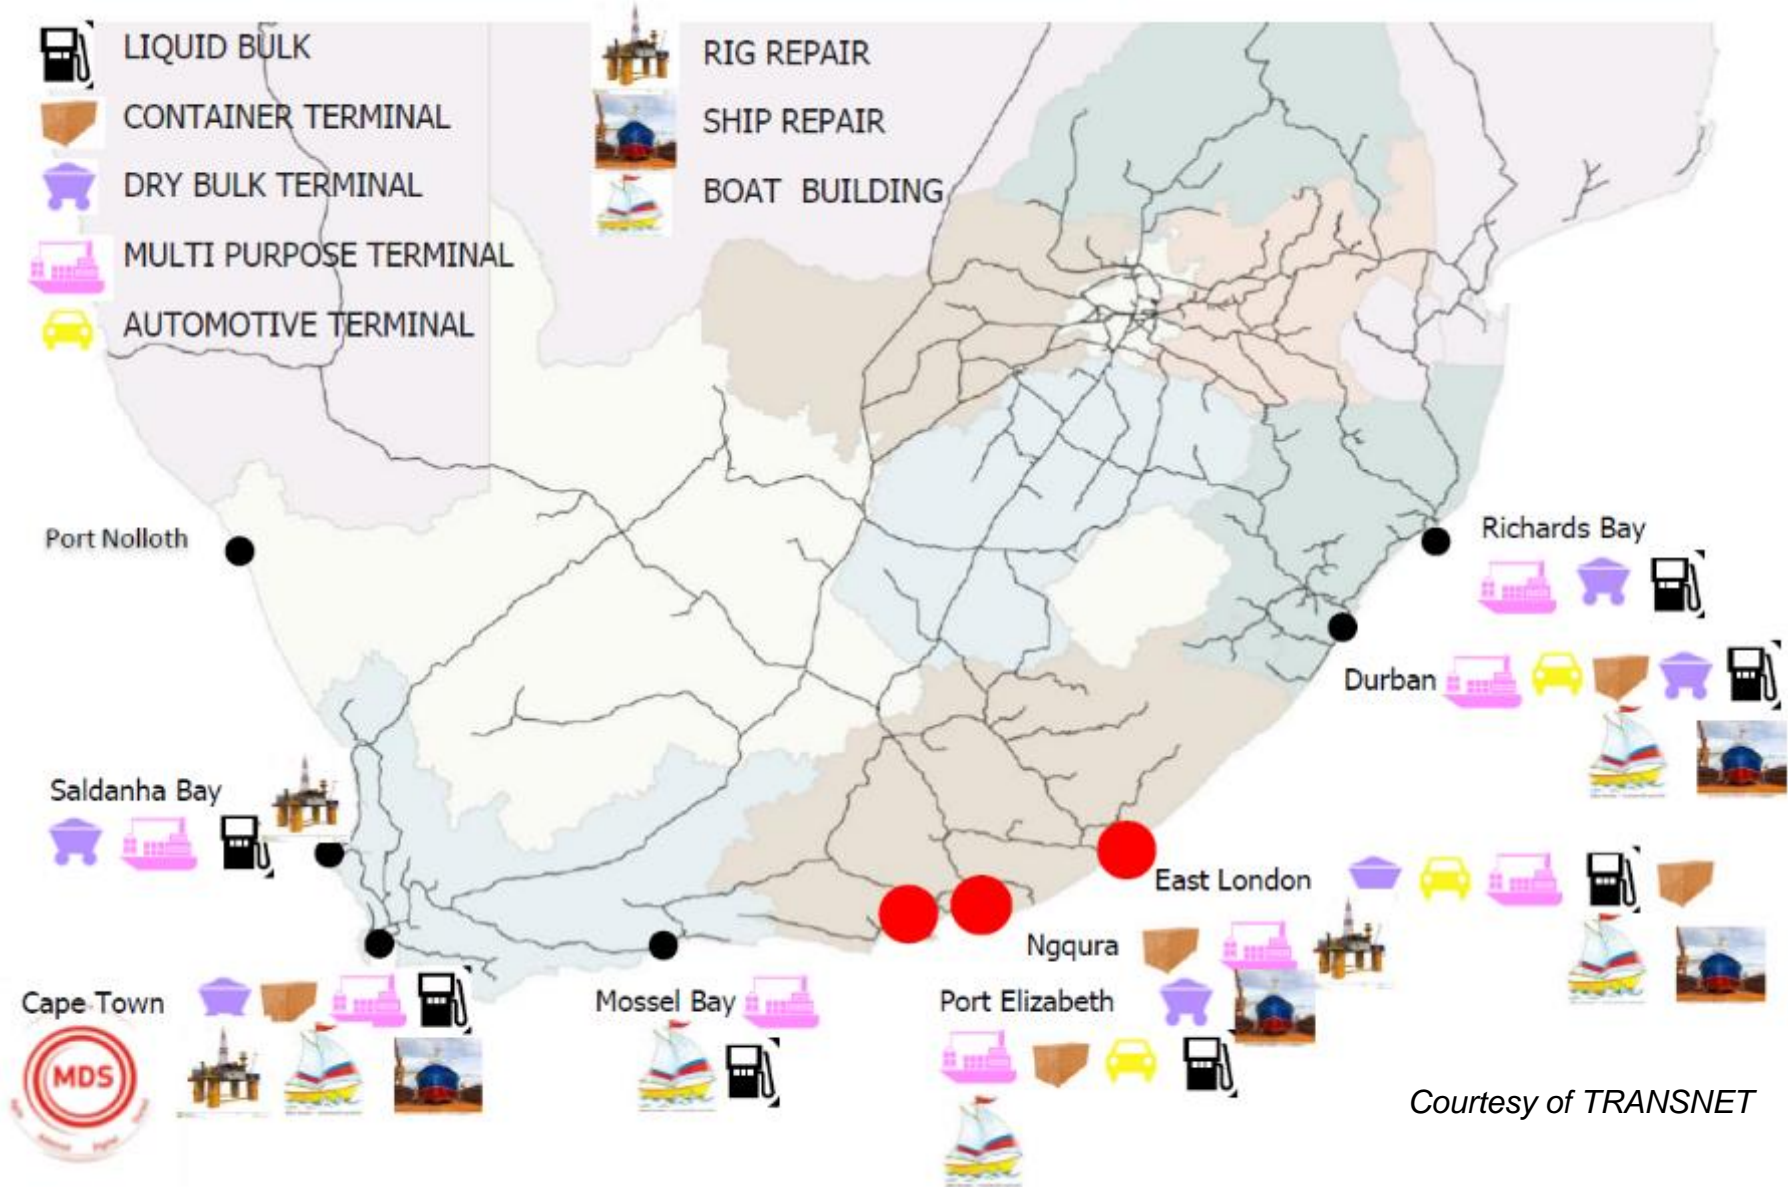 LIQUID BULK
CONTAINER TERMINAL
DRY BULK TERMINAL
MULTI PURPOSE TERMINAL
AUTOMOTIVE TERMINAL
RIG REPAIR
SHIP REPAIR
BOAT BUILDING
Port Nolloth
Richards Bay
Durban
Saldanha Bay
East London
Ngqura
Cape Town
Mossel Bay
Port Elizabeth
MDS
Courtesy of TRANSNET